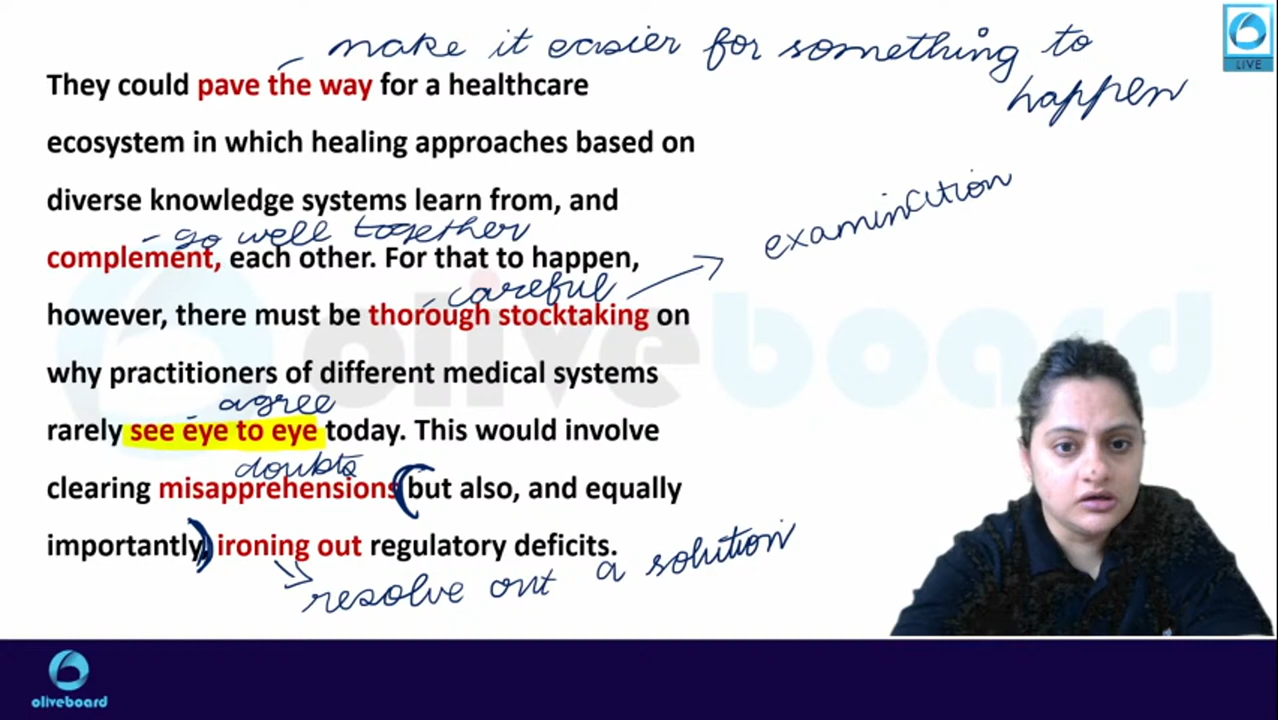 make it easier for something to
happen
LIVE
They could pave the way for a healthcare
ecosystem in which healing approaches based on
diverse knowledge systems learn from, and
- go well together
complement, each other. For that to happen,
examination
careful
however, there must be thorough stocktaking on
why practitioners of different medical systems
agree
rarely see eye to eye today. This would involve
doubts
clearing misapprehensions (but also, and equally
importantly,) ironing out regulatory deficits.
resolve out a solution
oliveboard
oliveboard